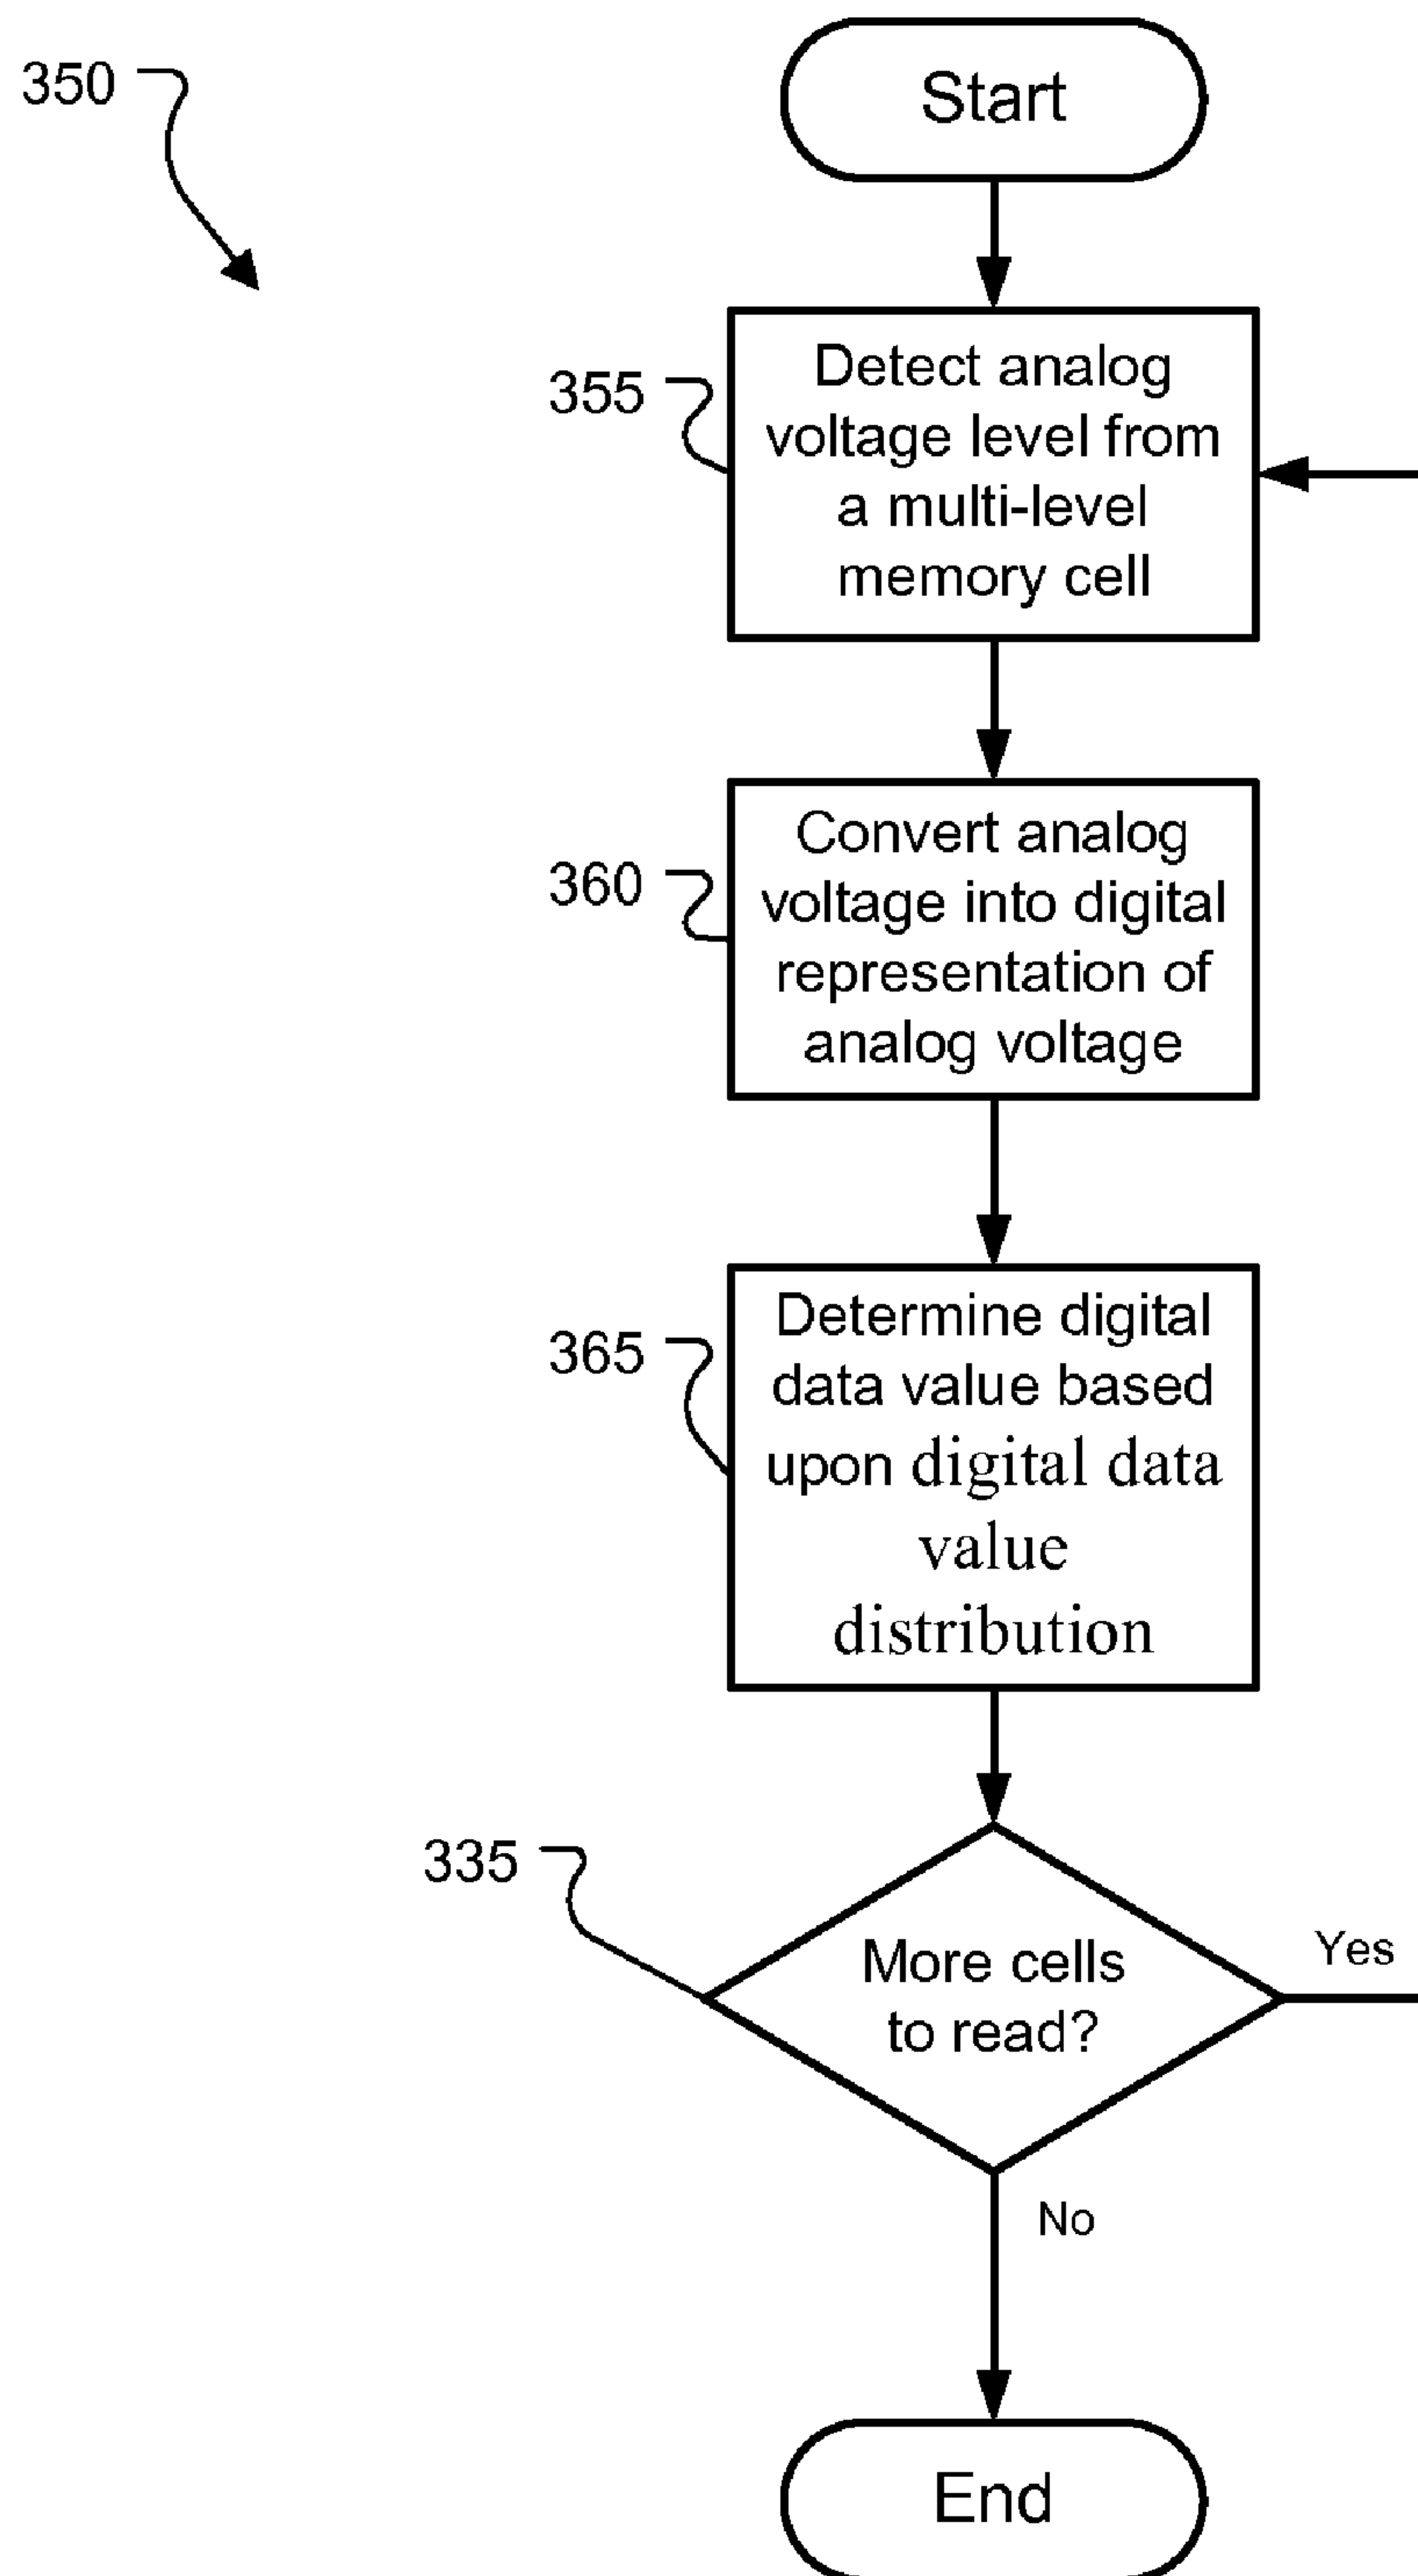 350
Start
355
Detect analog
voltage level from
a multi-level
memory cell
360
Convert analog
voltage into digital
representation of
analog voltage
365
Determine digital
data value based
upon digital data
value
distribution
335
More cells
to read?
Yes
No
End